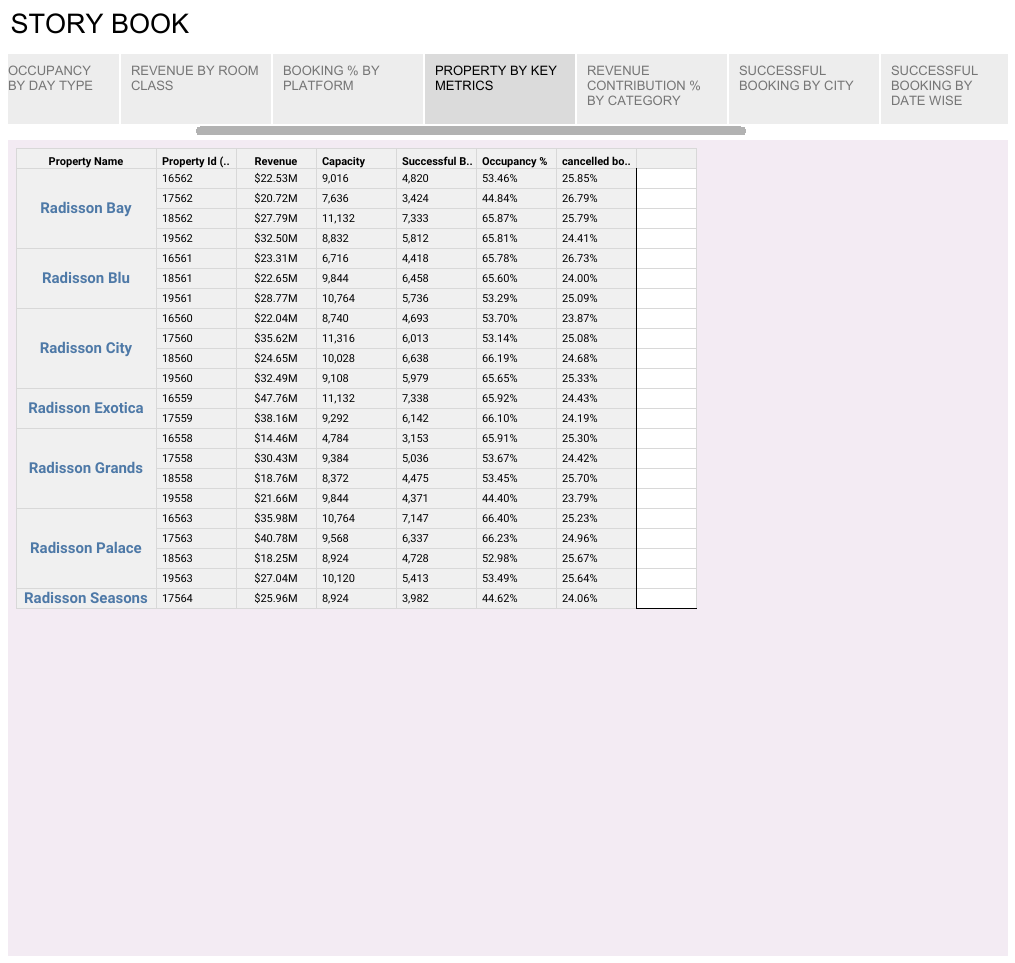 STORY BOOK
OCCUPANCY
BY DAY TYPE
REVENUE BY ROOM
CLASS
BOOKING % BY
PLATFORM
PROPERTY BY KEY
METRICS
REVENUE
CONTRIBUTION %
BY CATEGORY
SUCCESSFUL
BOOKING BY CITY
SUCCESSFUL
BOOKING BY
DATE WISE
Property Name Property Id (.. Revenue Capacity Successful B.. Occupancy % cancelled bo..
Radisson Bay
16562 $22.53M 9,016 4,820 53.46% 25.85%
17562 $20.72M 7,636 3,424 44.84% 26.79%
18562 $27.79M 11,132 7,333 65.87% 25.79%
19562 $32.50M 8,832 5,812 65.81% 24.41%
Radisson Blu
16561 $23.31M 6,716 4,418 65.78% 26.73%
18561 $22.65M 9,844 6,458 65.60% 24.00%
19561 $28.77M 10,764 5,736 53.29% 25.09%
Radisson City
16560 $22.04M 8,740 4,693 53.70% 23.87%
17560 $35.62M 11,316 6,013 53.14% 25.08%
18560 $24.65M 10,028 6,638 66.19% 24.68%
19560 $32.49M 9,108 5,979 65.65% 25.33%
Radisson Exotica
16559 $47.76M 11,132 7,338 65.92% 24.43%
17559 $38.16M 9,292 6,142 66.10% 24.19%
Radisson Grands
16558 $14.46M 4,784 3,153 65.91% 25.30%
17558 $30.43M 9,384 5,036 53.67% 24.42%
18558 $18.76M 8,372 4,475 53.45% 25.70%
19558 $21.66M 9,844 4,371 44.40% 23.79%
Radisson Palace
16563 $35.98M 10,764 7,147 66.40% 25.23%
17563 $40.78M 9,568 6,337 66.23% 24.96%
18563 $18.25M 8,924 4,728 52.98% 25.67%
19563 $27.04M 10,120 5,413 53.49% 25.64%
Radisson Seasons 17564 $25.96M 8,924 3,982 44.62% 24.06%